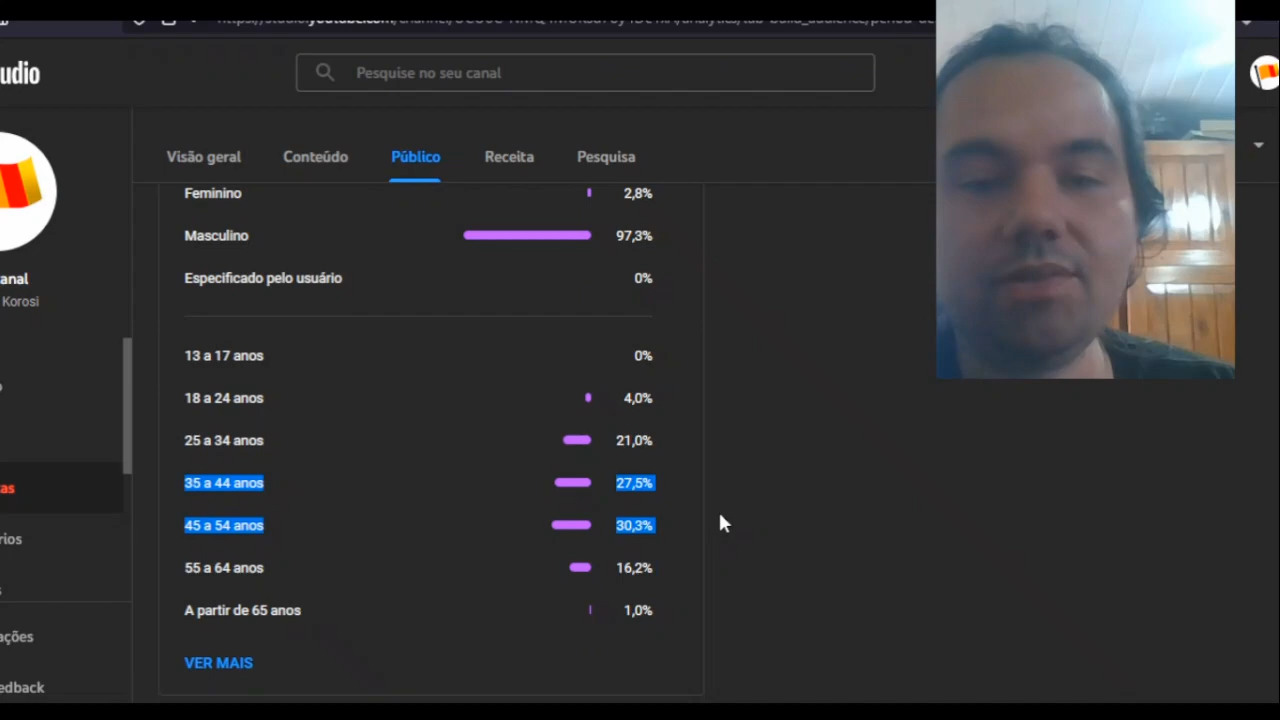 udio
Pesquise no seu canal
Visão geral Conteúdo Público Receita Pesquisa
Feminino 2,8%
Masculino 97,3%
Especificado pelo usuário 0%
13 a 17 anos 0%
18 a 24 anos 4,0%
25 a 34 anos 21,0%
35 a 44 anos 27,5%
45 a 54 anos 30,3%
55 a 64 anos 16,2%
A partir de 65 anos 1,0%
VER MAIS
anal
Korosi
as
rios
ações
edback